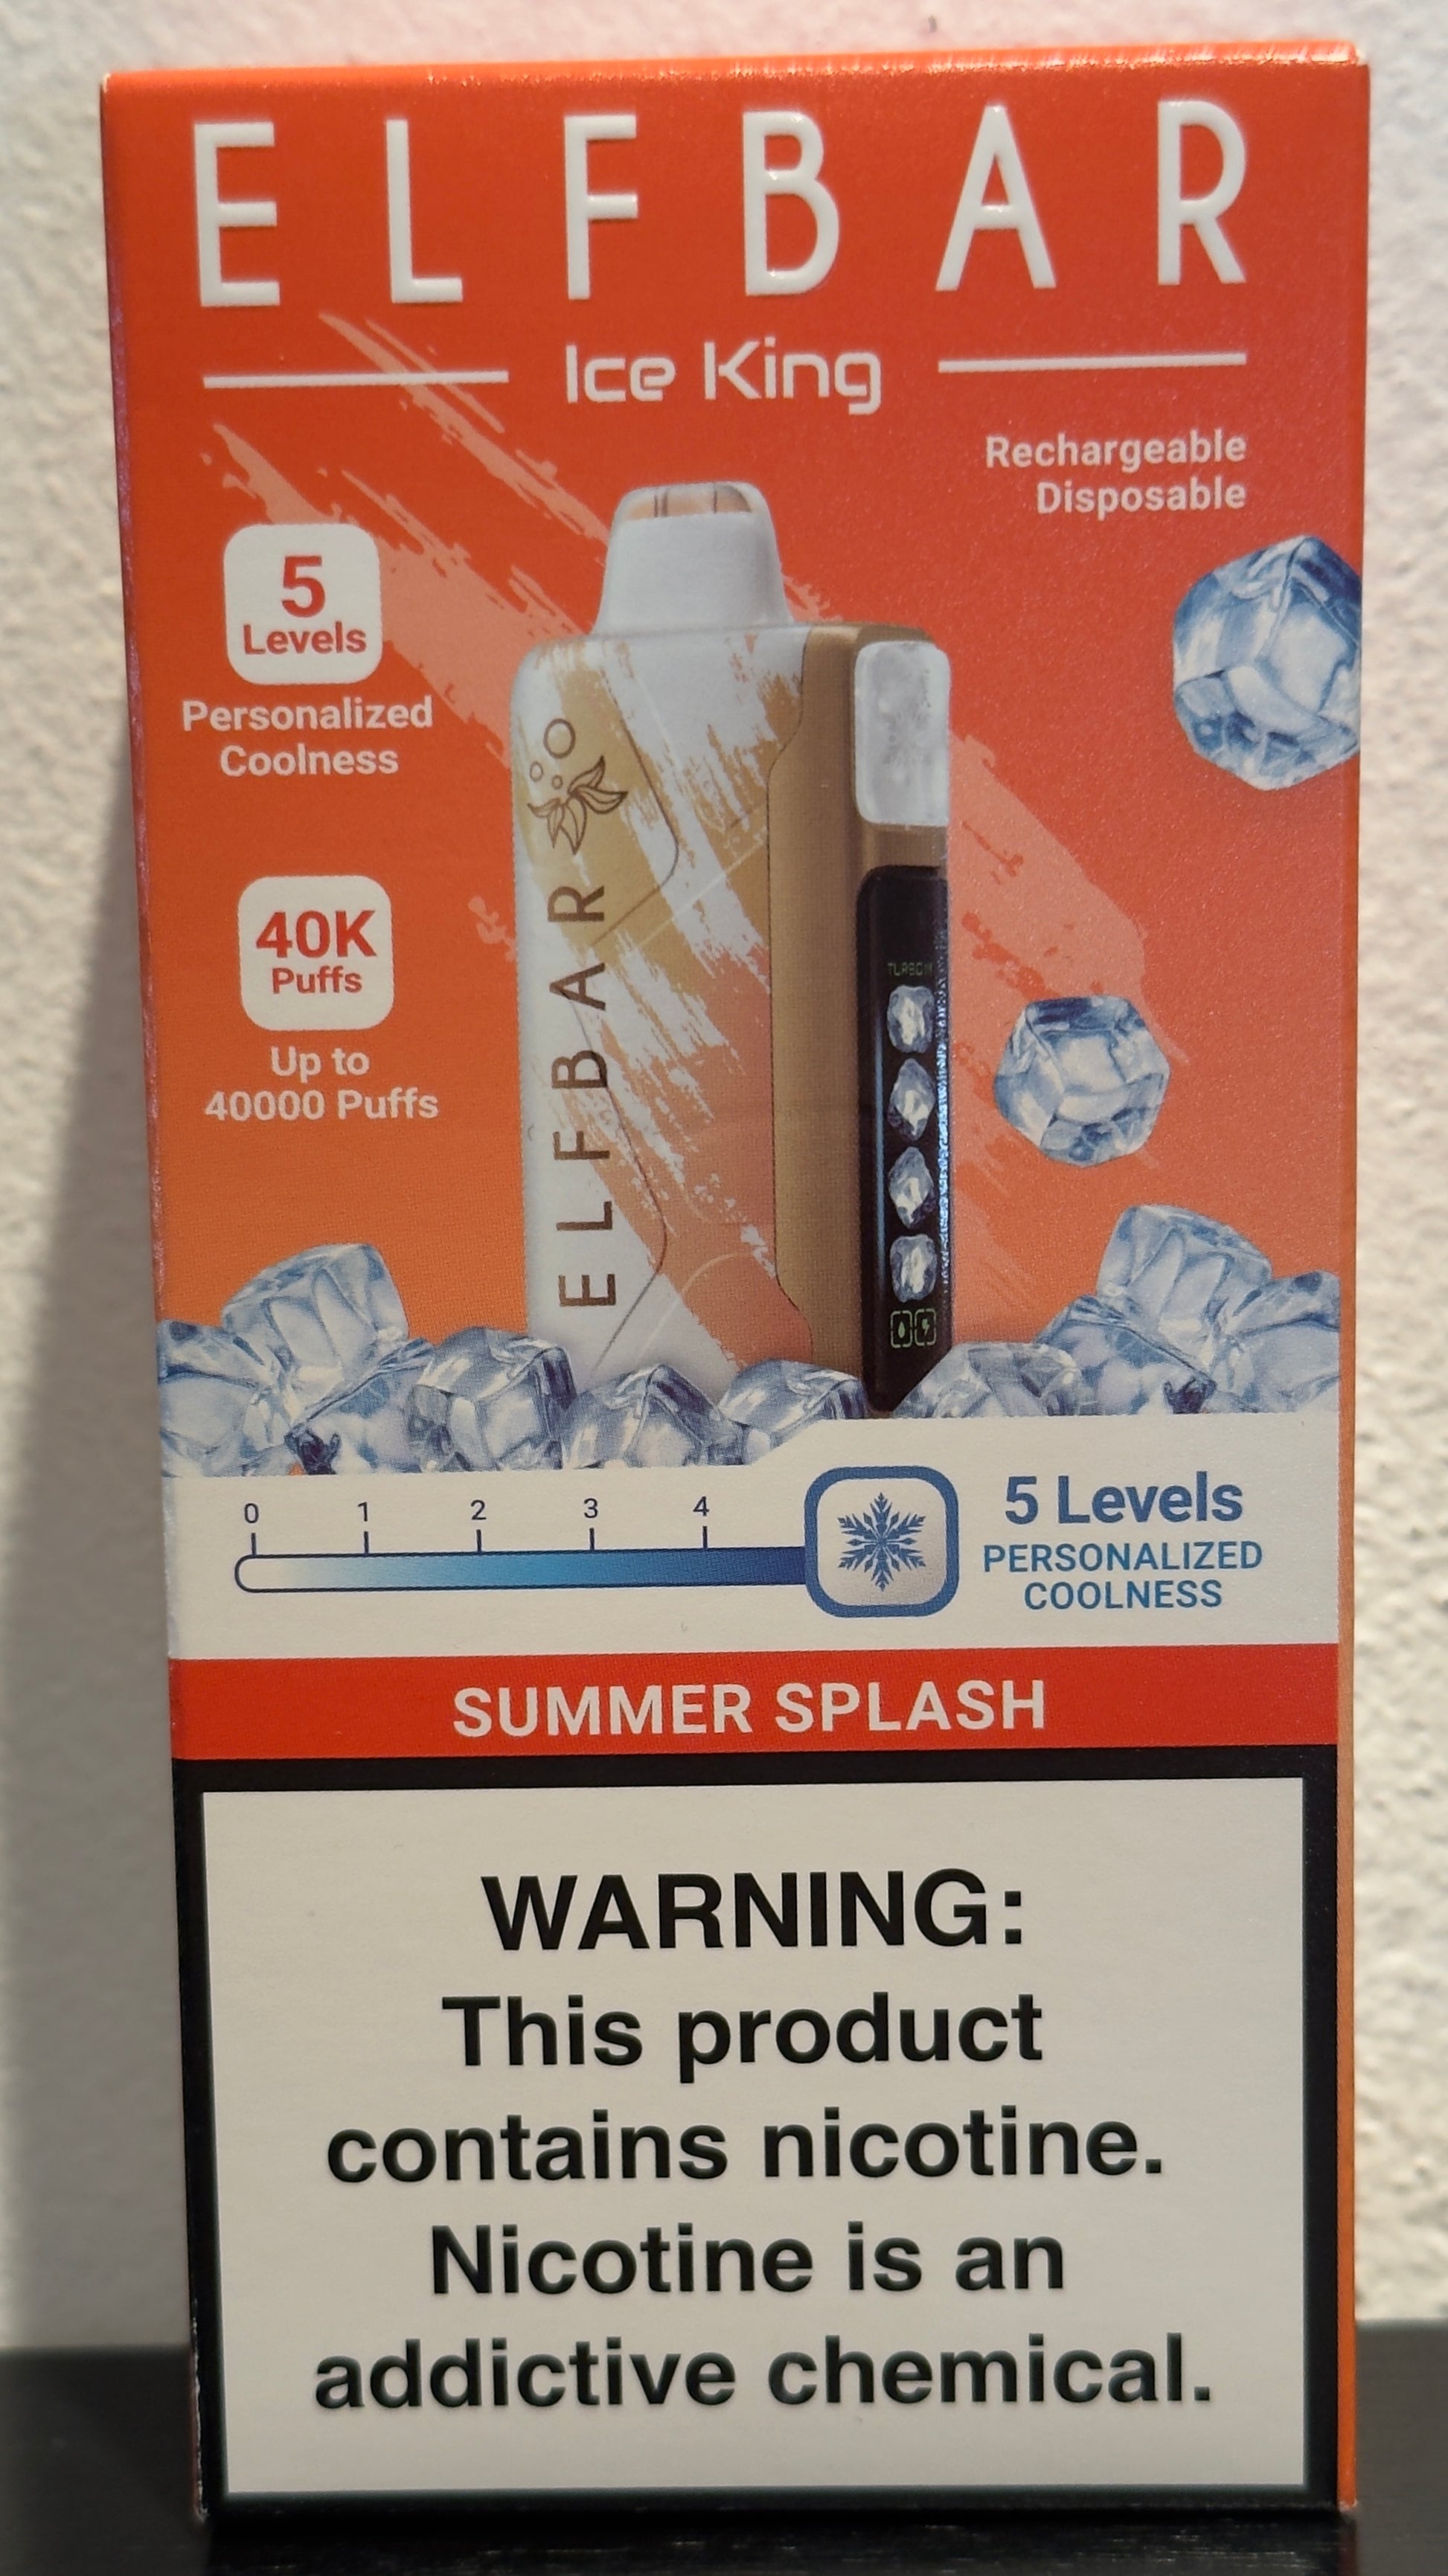 ELFBAR
Ice King
Rechargeable
Disposable
5
Levels
Personalized
Coolness
40K
Puffs
Up to
40000 Puffs
ELFBAR
0 1 2 3 4
5 Levels
PERSONALIZED
COOLNESS
SUMMER SPLASH
WARNING:
This product
contains nicotine.
Nicotine is an
addictive chemical.